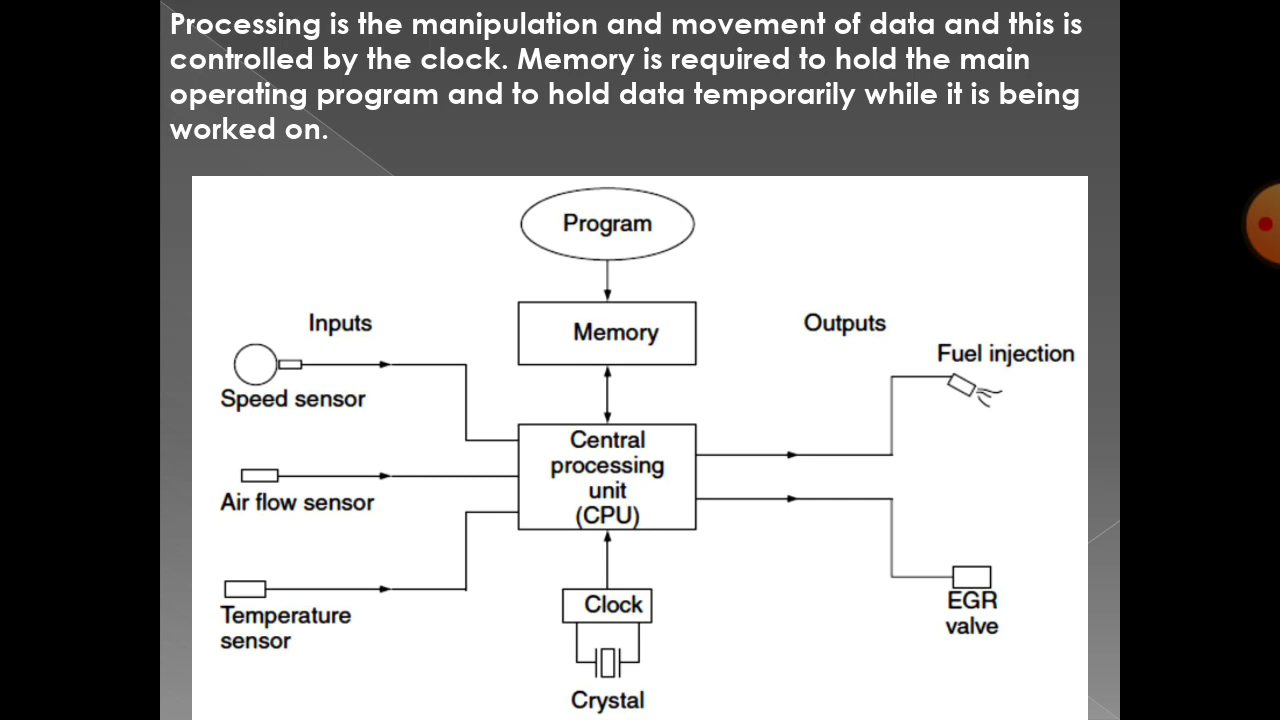 Processing is the manipulation and movement of data and this is
controlled by the clock. Memory is required to hold the main
operating program and to hold data temporarily while it is being
worked on.
Program
Inputs
Memory
Outputs
Fuel injection
Speed sensor
Central
processing
unit
(CPU)
Air flow sensor
Clock
EGR
valve
Temperature
sensor
Crystal